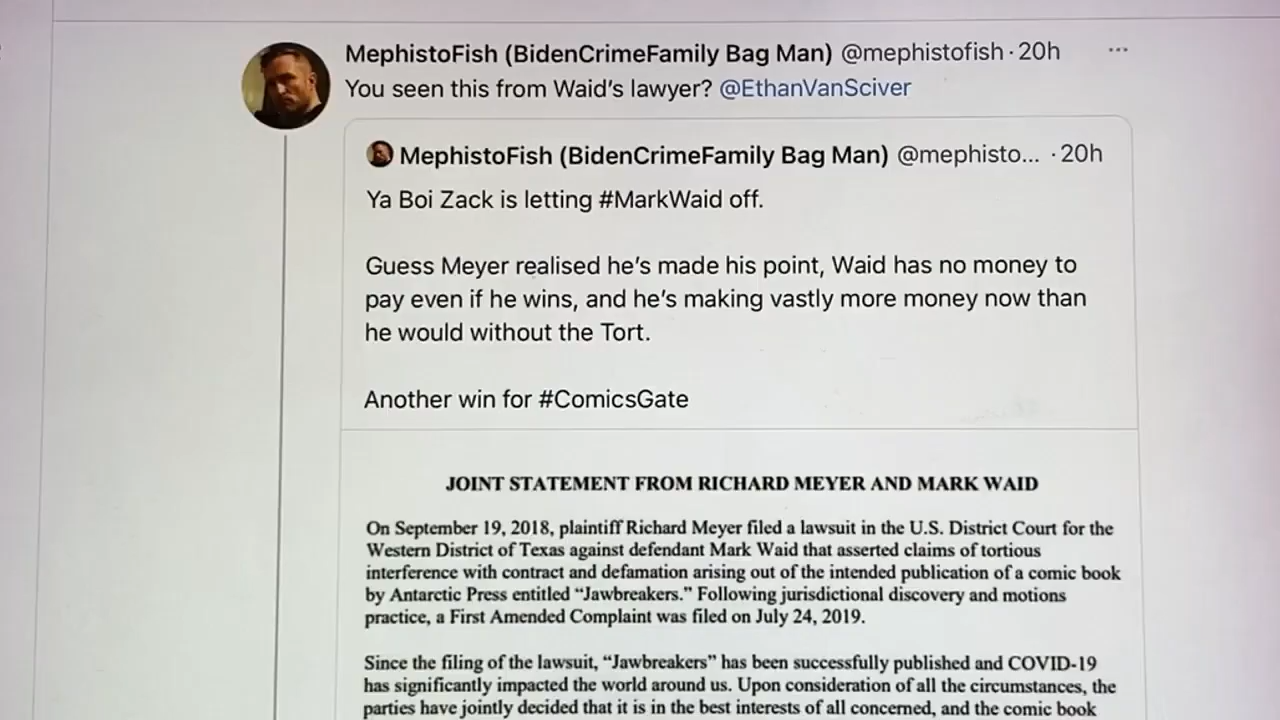 MephistoFish (BidenCrimeFamily Bag Man) @mephistofish · 20h ...
You seen this from Waid's lawyer? @EthanVanSciver
MephistoFish (BidenCrimeFamily Bag Man) @mephisto... · 20h
Ya Boi Zack is letting #MarkWaid off.
Guess Meyer realised he's made his point, Waid has no money to
pay even if he wins, and he's making vastly more money now than
he would without the Tort.
Another win for #ComicsGate
JOINT STATEMENT FROM RICHARD MEYER AND MARK WAID
On September 19, 2018, plaintiff Richard Meyer filed a lawsuit in the U.S. District Court for the
Western District of Texas against defendant Mark Waid that asserted claims of tortious
interference with contract and defamation arising out of the intended publication of a comic book
by Antarctic Press entitled “Jawbreakers.” Following jurisdictional discovery and motions
practice, a First Amended Complaint was filed on July 24, 2019.
Since the filing of the lawsuit, “Jawbreakers” has been successfully published and COVID-19
has significantly impacted the world around us. Upon consideration of all the circumstances, the
parties have jointly decided that it is in the best interests of all concerned, and the comic book